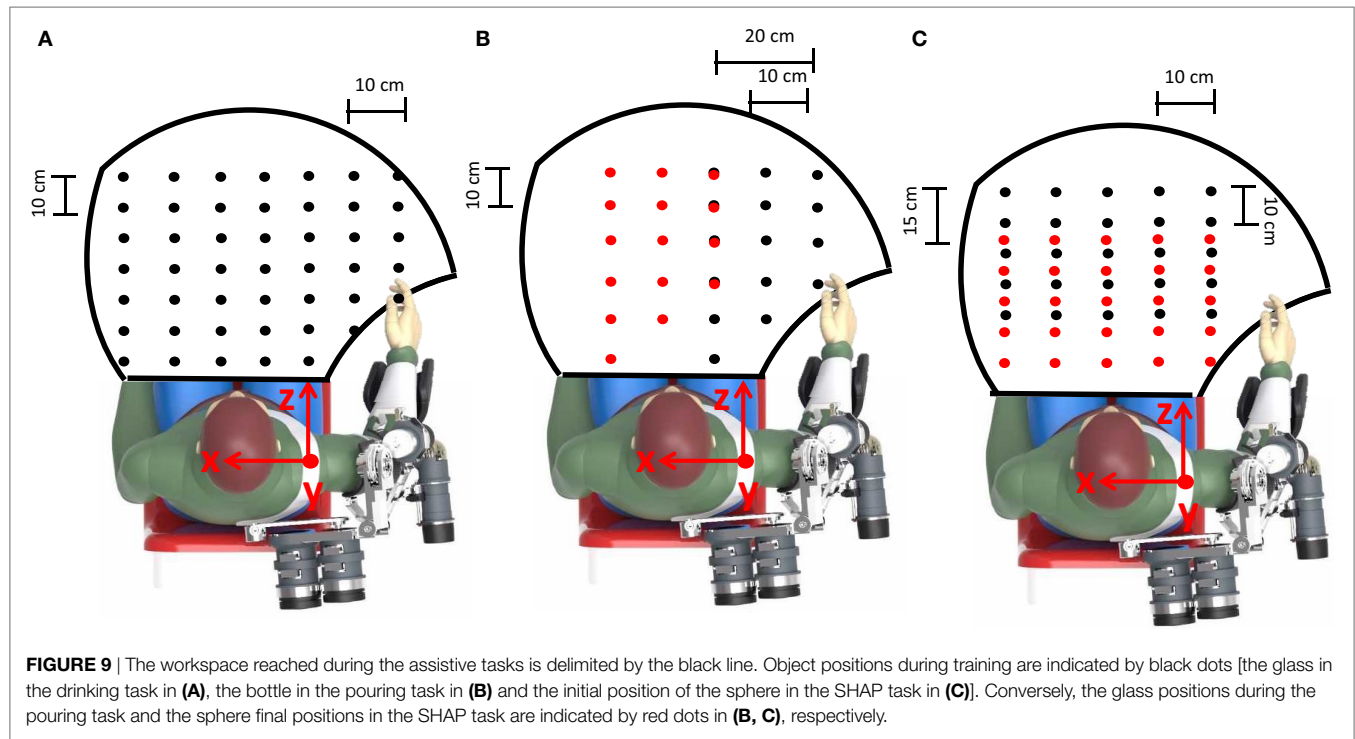 A
B
C
20 cm
10 cm
10 cm
10 cm
10 cm
10 cm
15 cm
10 cm
z
x
y
z
x
y
z
x
y
FIGURE 9 | The workspace reached during the assistive tasks is delimited by the black line. Object positions during training are indicated by black dots [the glass in
the drinking task in (A), the bottle in the pouring task in (B) and the initial position of the sphere in the SHAP task in (C)]. Conversely, the glass positions during the
pouring task and the sphere final positions in the SHAP task are indicated by red dots in (B, C), respectively.